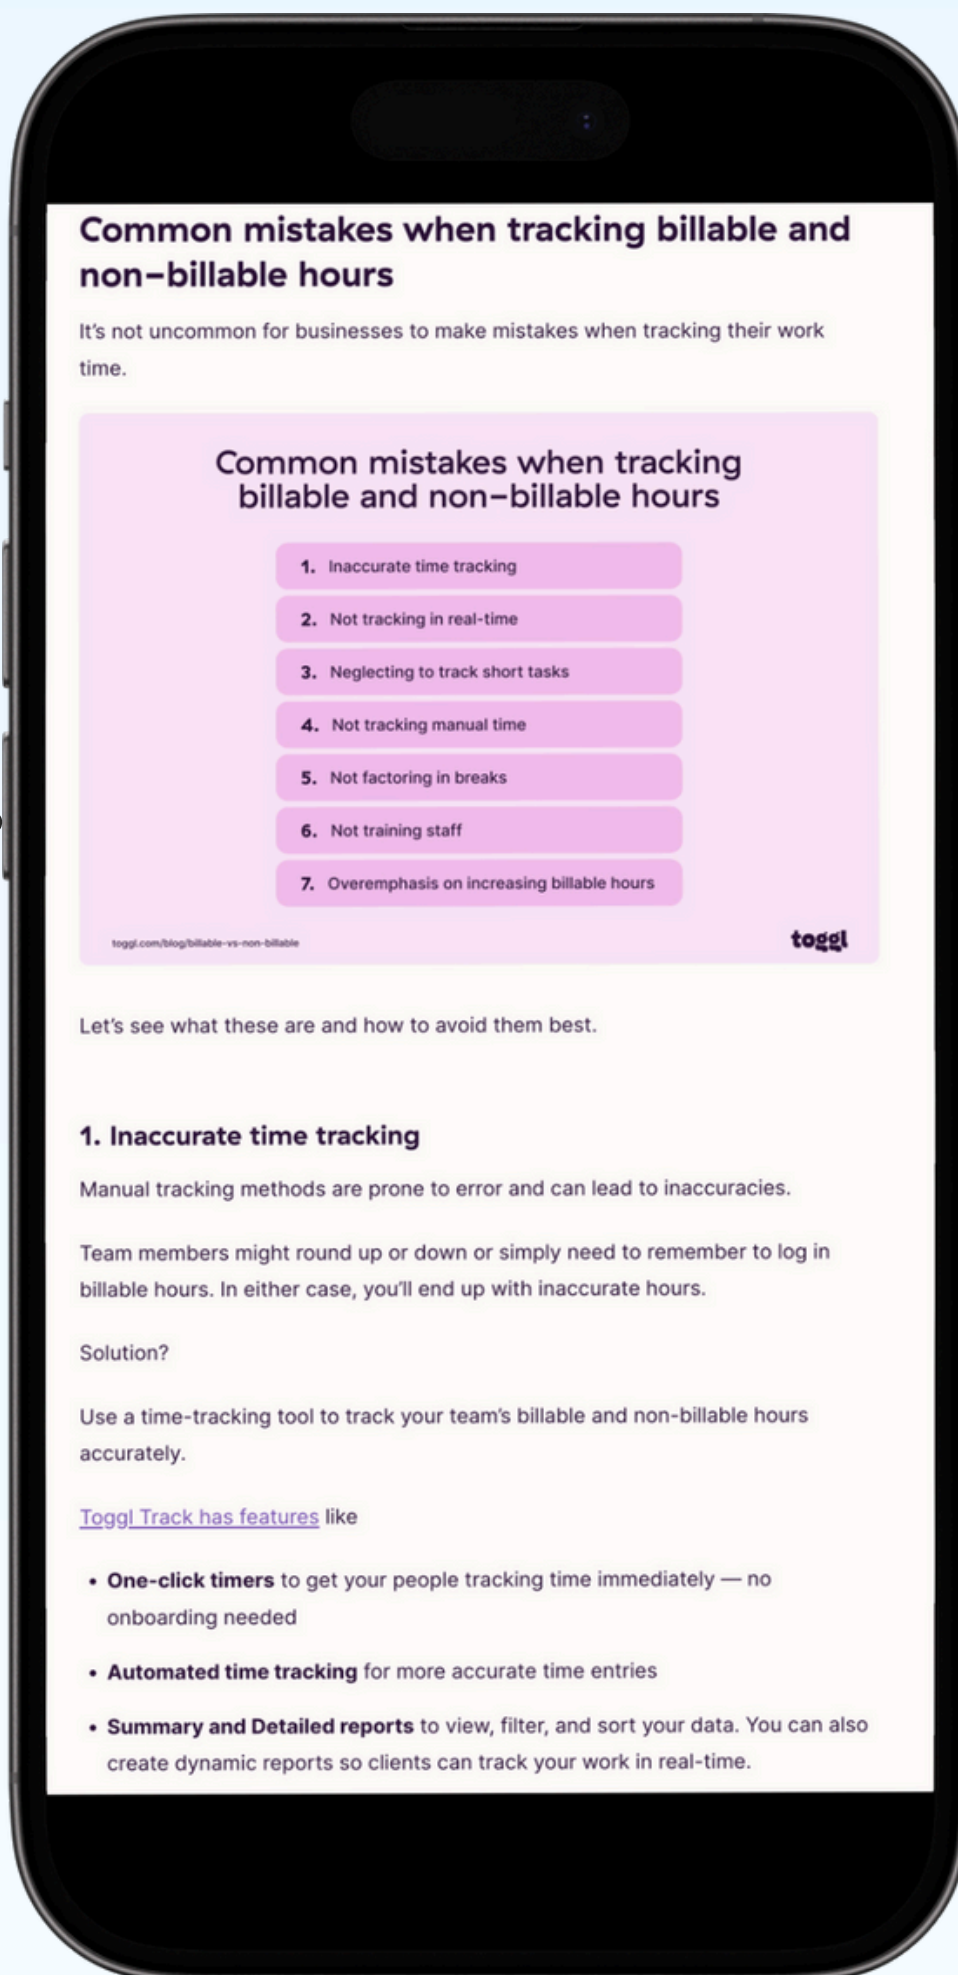 Common mistakes when tracking billable and
non–billable hours
It’s not uncommon for businesses to make mistakes when tracking their work
time.
Common mistakes when tracking
billable and non–billable hours
1. Inaccurate time tracking
2. Not tracking in real-time
3. Neglecting to track short tasks
4. Not tracking manual time
5. Not factoring in breaks
6. Not training staff
7. Overemphasis on increasing billable hours
toggl.com/blog/billable-vs-non-billable
toggl
Let’s see what these are and how to avoid them best.
1. Inaccurate time tracking
Manual tracking methods are prone to error and can lead to inaccuracies.
Team members might round up or down or simply need to remember to log in
billable hours. In either case, you’ll end up with inaccurate hours.
Solution?
Use a time-tracking tool to track your team’s billable and non-billable hours
accurately.
Toggl Track has features like
• One-click timers to get your people tracking time immediately — no
onboarding needed
• Automated time tracking for more accurate time entries
• Summary and Detailed reports to view, filter, and sort your data. You can also
create dynamic reports so clients can track your work in real-time.